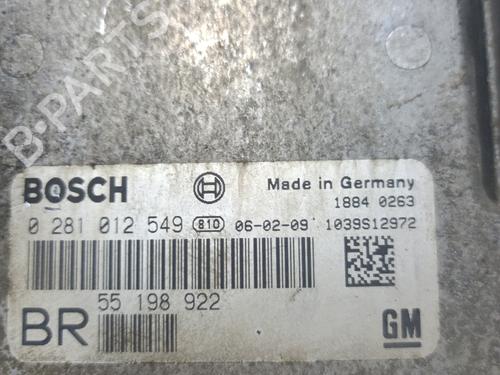 B-PARTS
BOSCH
Made in Germany
1884 0263
0 281 012 549 810 06-02-09 1039S12972
55 198 922
BR
GM